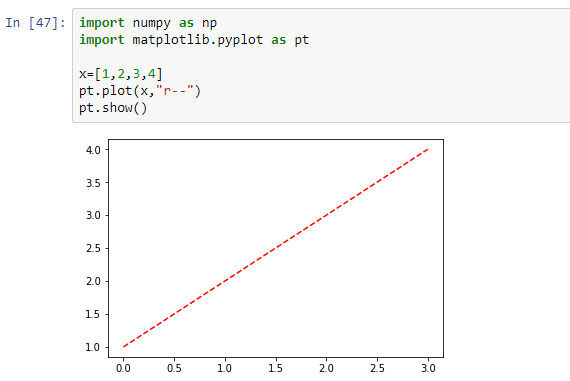 In [47]: import numpy as np
import matplotlib.pyplot as pt
x=[1,2,3,4]
pt.plot(x,"r--")
pt.show()
4.0
3.5
3.0
2.5
2.0
1.5
1.0
0.0 0.5 1.0 1.5 2.0 2.5 3.0